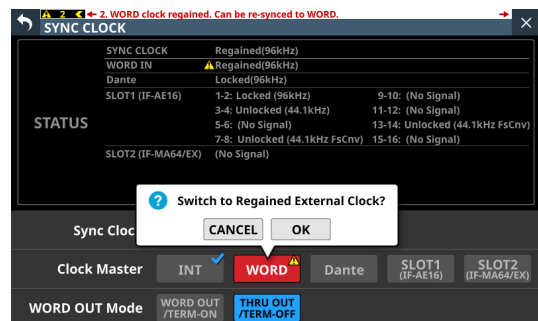 2 2. WORD clock regained. Can be re-synced to WORD.
SYNC CLOCK
STATUS
SYNC CLOCK Regained(96kHz)
WORD IN Regained(96kHz)
Dante Locked(96kHz)
SLOT1 (IF-AE16) 1-2: Locked (96kHz) 9-10: (No Signal)
3-4: Unlocked (44.1kHz) 11-12: (No Signal)
5-6: (No Signal) 13-14: Unlocked (44.1kHz FsCnv)
7-8: Unlocked (44.1kHz FsCnv) 15-16: (No Signal)
SLOT2 (IF-MA64/EX) (No Signal)
Switch to Regained External Clock?
CANCEL OK
Sync Cloc
Clock Master INT WORD Dante SLOT1 (IF-AE16) SLOT2 (IF-MA64/EX)
WORD OUT Mode WORD OUT /TERM-ON THRU OUT /TERM-OFF